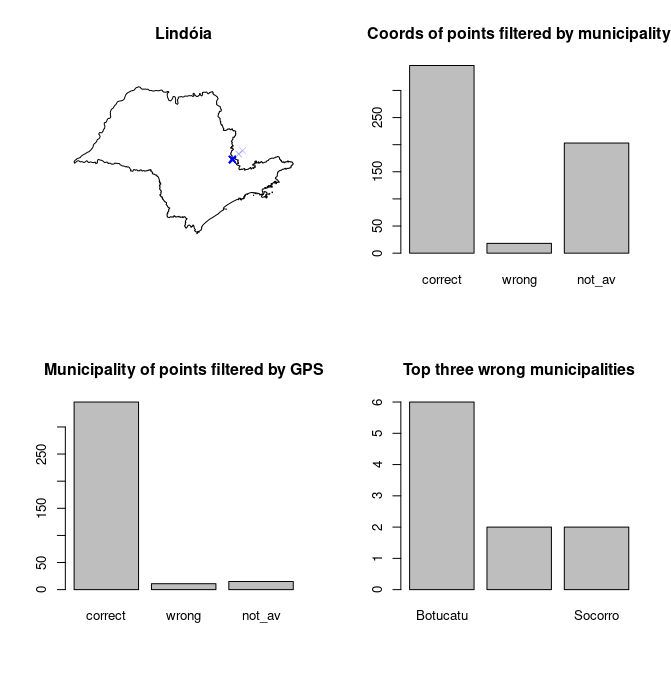 Lindóia
Coords of points filtered by municipality
0
50
150
250
correct wrong not_av
Municipality of points filtered by GPS
0
50
150
250
correct wrong not_av
Top three wrong municipalities
0
1
2
3
4
5
6
Botucatu Socorro